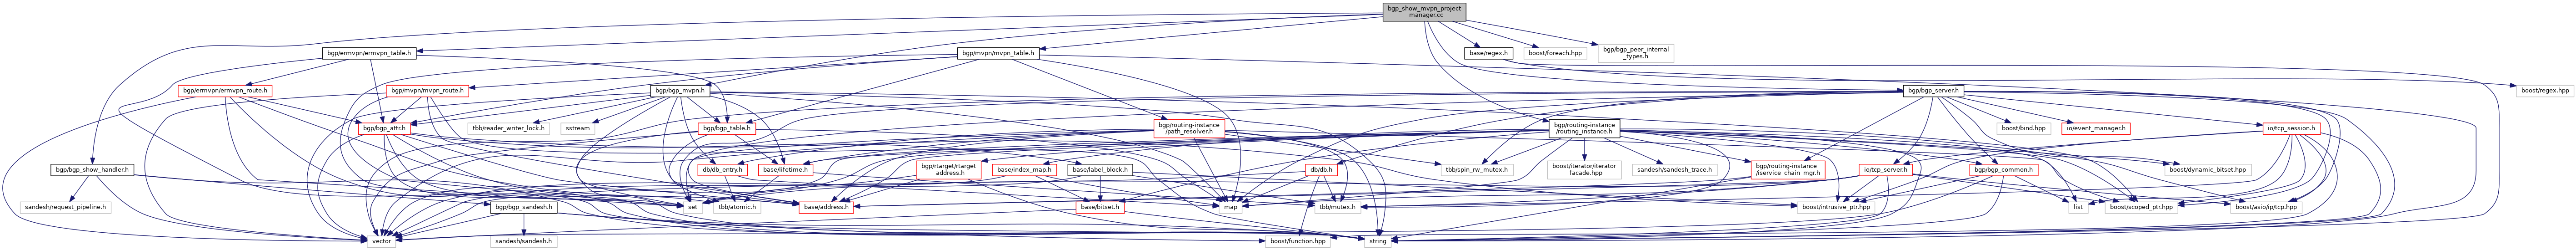 bgp_show_mvpn_project
_manager.cc
bgp/ermvpn/ermvpn_table.h
bgp/mvpn/mvpn_table.h
base/regex.h
boost/foreach.hpp
bgp/bgp_peer_internal
_types.h
bgp/ermvpn/ermvpn_route.h
bgp/mvpn/mvpn_route.h
bgp/bgp_mvpn.h
bgp/bgp_server.h
boost/regex.hpp
bgp/bgp_attr.h
tbb/reader_writer_lock.h
sstream
bgp/bgp_table.h
bgp/routing-instance
/path_resolver.h
bgp/routing-instance
/routing_instance.h
boost/bind.hpp
io/event_manager.h
io/tcp_session.h
bgp/bgp_show_handler.h
db/db_entry.h
base/lifetime.h
bgp/rtarget/rtarget
_address.h
base/index_map.h
base/label_block.h
db/db.h
tbb/spin_rw_mutex.h
boost/iterator/iterator
_facade.hpp
sandesh/sandesh_trace.h
bgp/routing-instance
/iservice_chain_mgr.h
io/tcp_server.h
bgp/bgp_common.h
boost/dynamic_bitset.hpp
sandesh/request_pipeline.h
bgp/bgp_sandesh.h
set
tbb/atomic.h
base/address.h
base/bitset.h
map
tbb/mutex.h
boost/intrusive_ptr.hpp
list
boost/scoped_ptr.hpp
boost/asio/ip/tcp.hpp
vector
sandesh/sandesh.h
boost/function.hpp
string